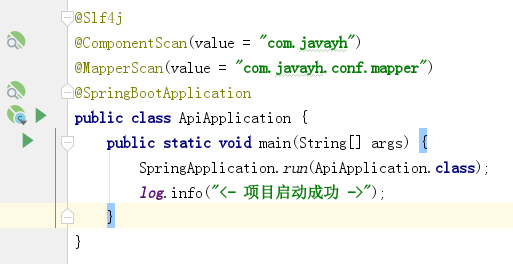 @Slf4j
@ComponentScan(value = "com.javayh")
@MapperScan(value = "com.javayh.conf.mapper")
@SpringBootApplication
public class ApiApplication {
public static void main(String[] args) {
SpringApplication.run(ApiApplication.class);
log.info("<- 项目启动成功 ->");
}
}